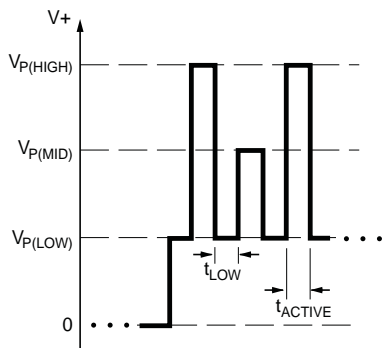 V+
VP(HIGH)
VP(MID)
VP(LOW)
tLOW
tACTIVE
0